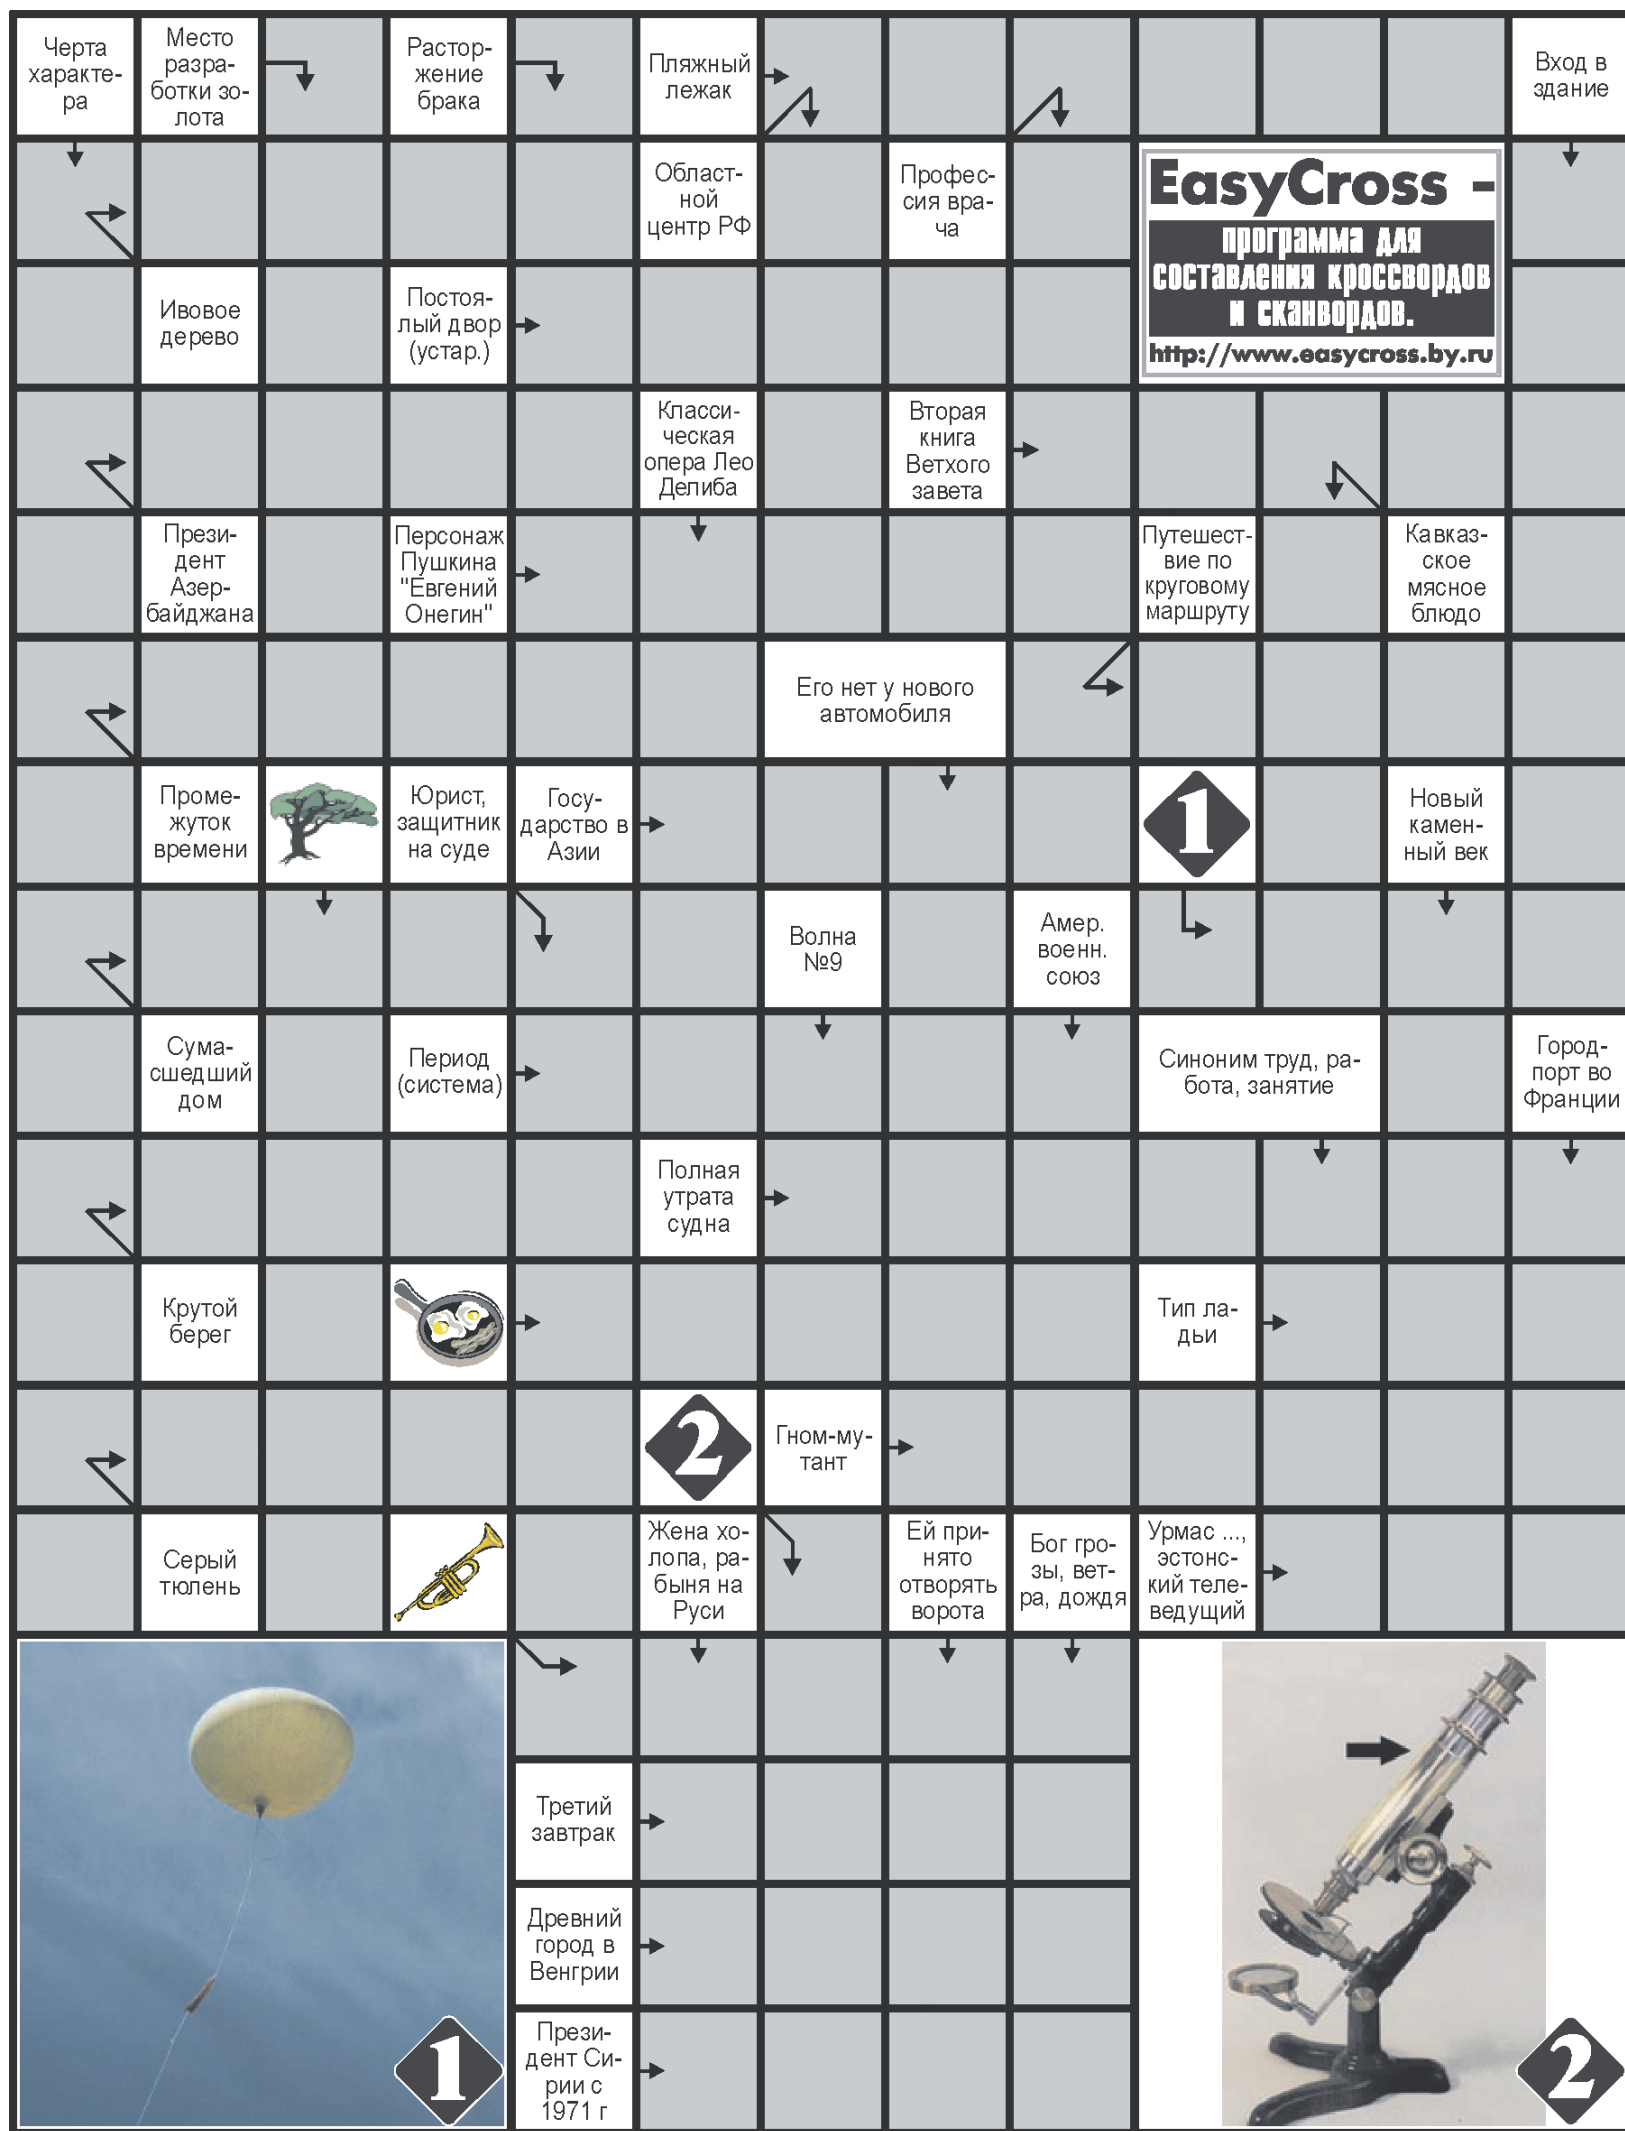 Черта
характе-
ра
Место
разра-
ботки зо-
лота
Растор-
жение
брака
Пляжный
лежак
Вход в
здание
Област-
ной
центр РФ
Профес-
сия вра-
ча
EasyCross -
программа для
составления кроссвордов
и сканвордов.
http://www.easycross.by.ru
Ивовое
дерево
Постоя-
лый двор
(устар.)
Класси-
ческая
опера Лео
Делиба
Вторая
книга
Ветхого
завета
Прези-
дент
Азер-
байджана
Персонаж
Пушкина
"Евгений
Онегин"
Путешест-
вие по
круговому
маршруту
Кавказ-
ское
мясное
блюдо
Его нет у нового
автомобиля
Проме-
жуток
времени
Юрист,
защитник
на суде
Госу-
дарство в
Азии
1
Новый
камен-
ный век
Волна
№9
Амер.
военн.
союз
Сума-
сшедший
дом
Период
(система)
Синоним труд, ра-
бота, занятие
Город-
порт во
Франции
Полная
утрата
судна
Крутой
берег
Тип ла-
дьи
2
Гном-му-
тант
Серый
тюлень
Жена хо-
лопа, ра-
быня на
Руси
Ей при-
нято
отворять
ворота
Бог гро-
зы, вет-
ра, дождя
Урмас ...,
эстонс-
кий теле-
ведущий
Третий
завтрак
Древний
город в
Венгрии
Прези-
дент Си-
рии с
1971 г
1
2